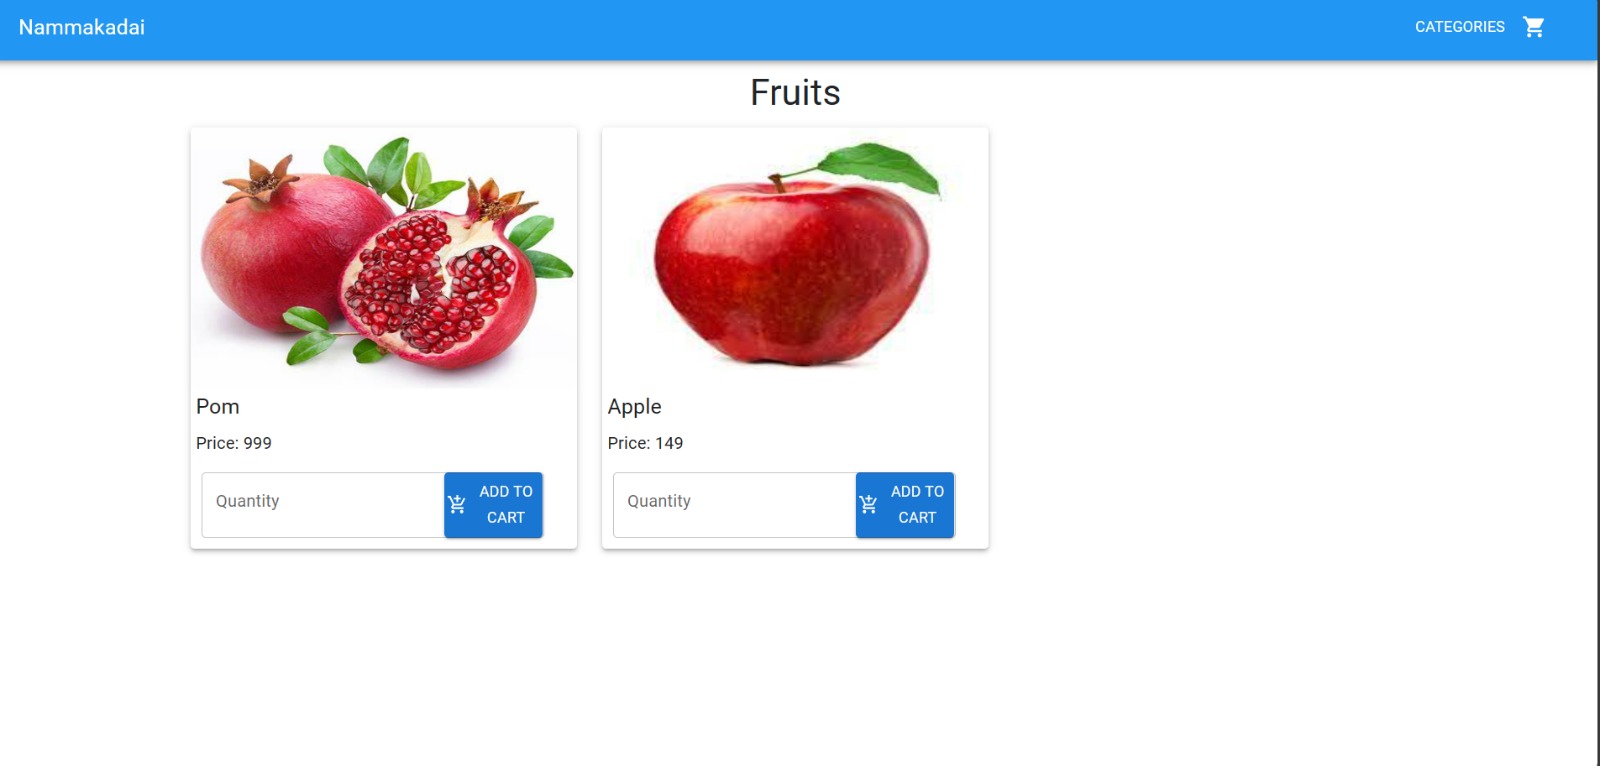 Nammakadai
CATEGORIES
Fruits
Pom
Price: 999
Quantity
ADD TO
CART
Apple
Price: 149
Quantity
ADD TO
CART